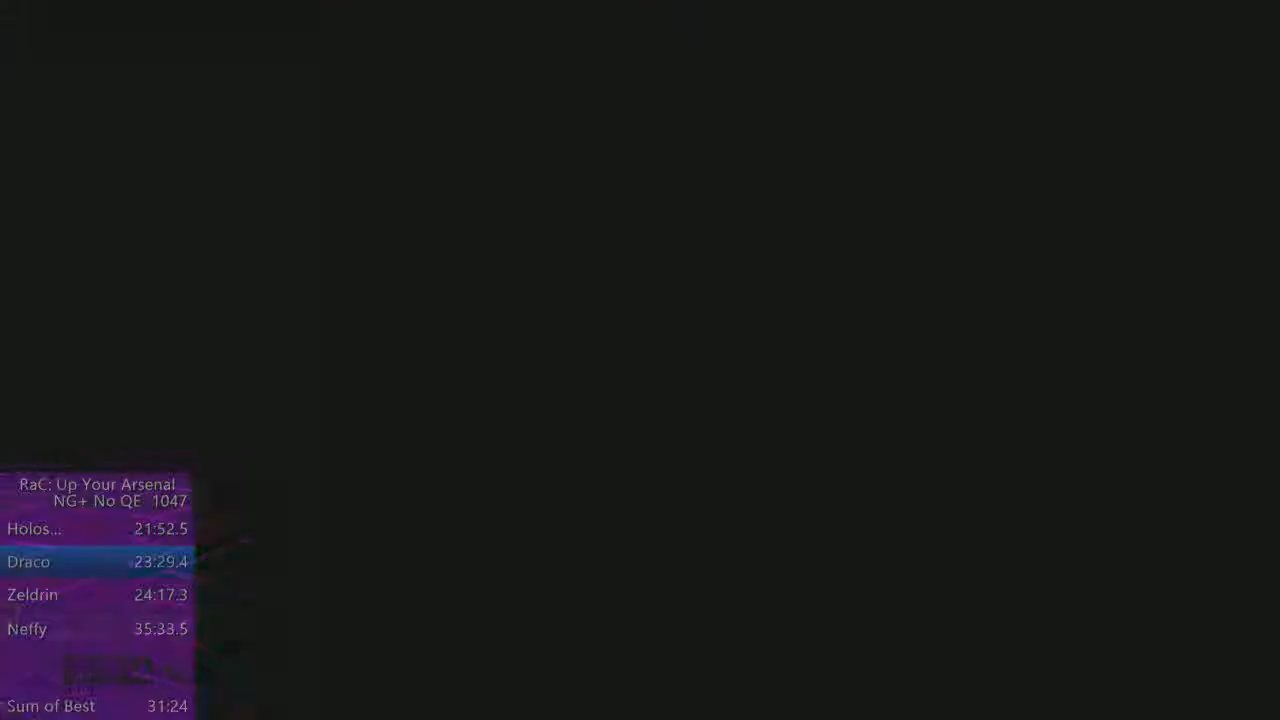 RaC: Up Your Arsenal
NG+ No QE 1047
Holos... 21:52.5
Draco 23:29.4
Zeldrin 24:17.3
Neffy 35:33.5
Sum of Best 31:24